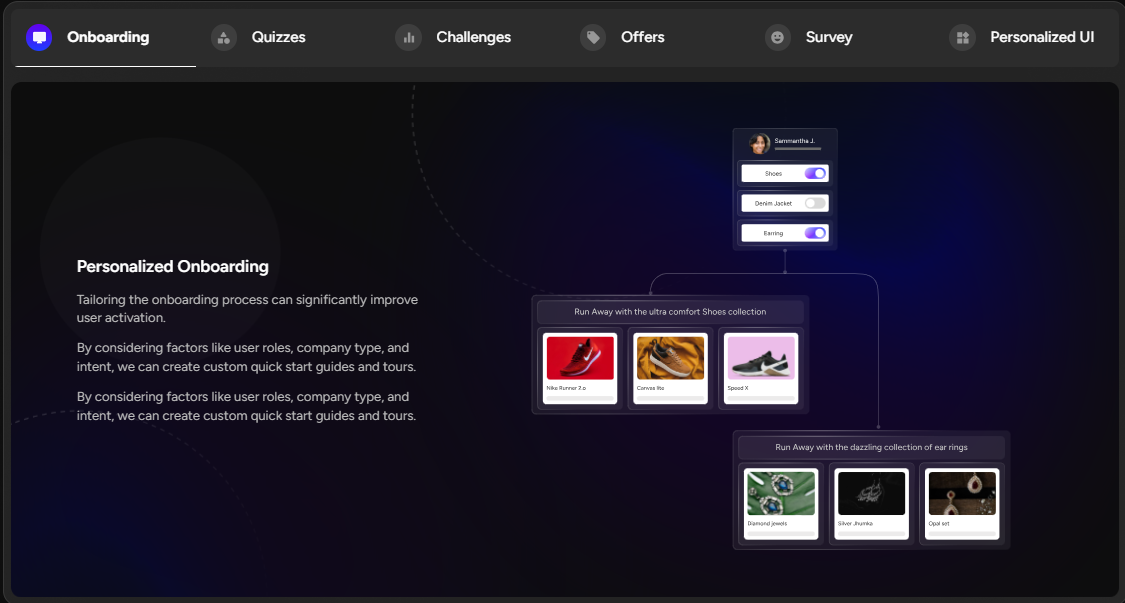 Onboarding
Quizzes
Challenges
Offers
Survey
Personalized UI
Personalized Onboarding
Tailoring the onboarding process can significantly improve
user activation.
By considering factors like user roles, company type, and
intent, we can create custom quick start guides and tours.
By considering factors like user roles, company type, and
intent, we can create custom quick start guides and tours.
Sammantha J.
Shoes
Denim Jacket
Earring
Run Away with the ultra comfort Shoes collection
Nike Runner 2.o
Canvas lite
Speed X
Run Away with the dazzling collection of ear rings
Diamond jewels
Silver Jhumka
Opal set